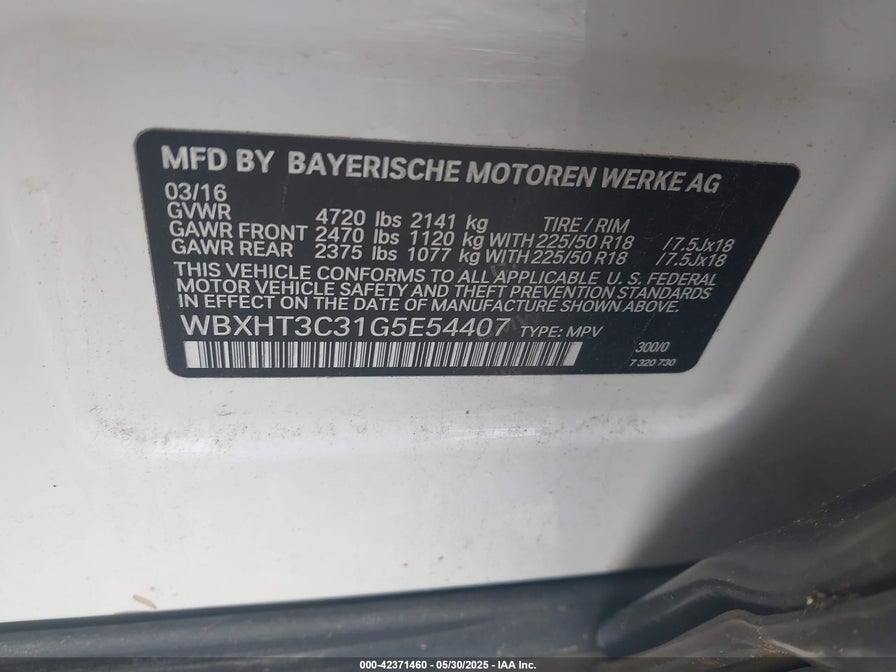 MFD BY BAYERISCHE MOTOREN WERKE AG
03/16
GVWR 4720 lbs 2141 kg TIRE / RIM
GAWR FRONT 2470 lbs 1120 kg WITH 225/50 R18 /7.5Jx18
GAWR REAR 2375 lbs 1077 kg WITH 225/50 R18 /7.5Jx18
THIS VEHICLE CONFORMS TO ALL APPLICABLE U. S. FEDERAL
MOTOR VEHICLE SAFETY AND THEFT PREVENTION STANDARDS
IN EFFECT ON THE DATE OF MANUFACTURE SHOWN ABOVE.
WBXHT3C31G5E54407 TYPE: MPV
300/0
7 320 730
000-42371460 — 05/30/2025 — IAA Inc.